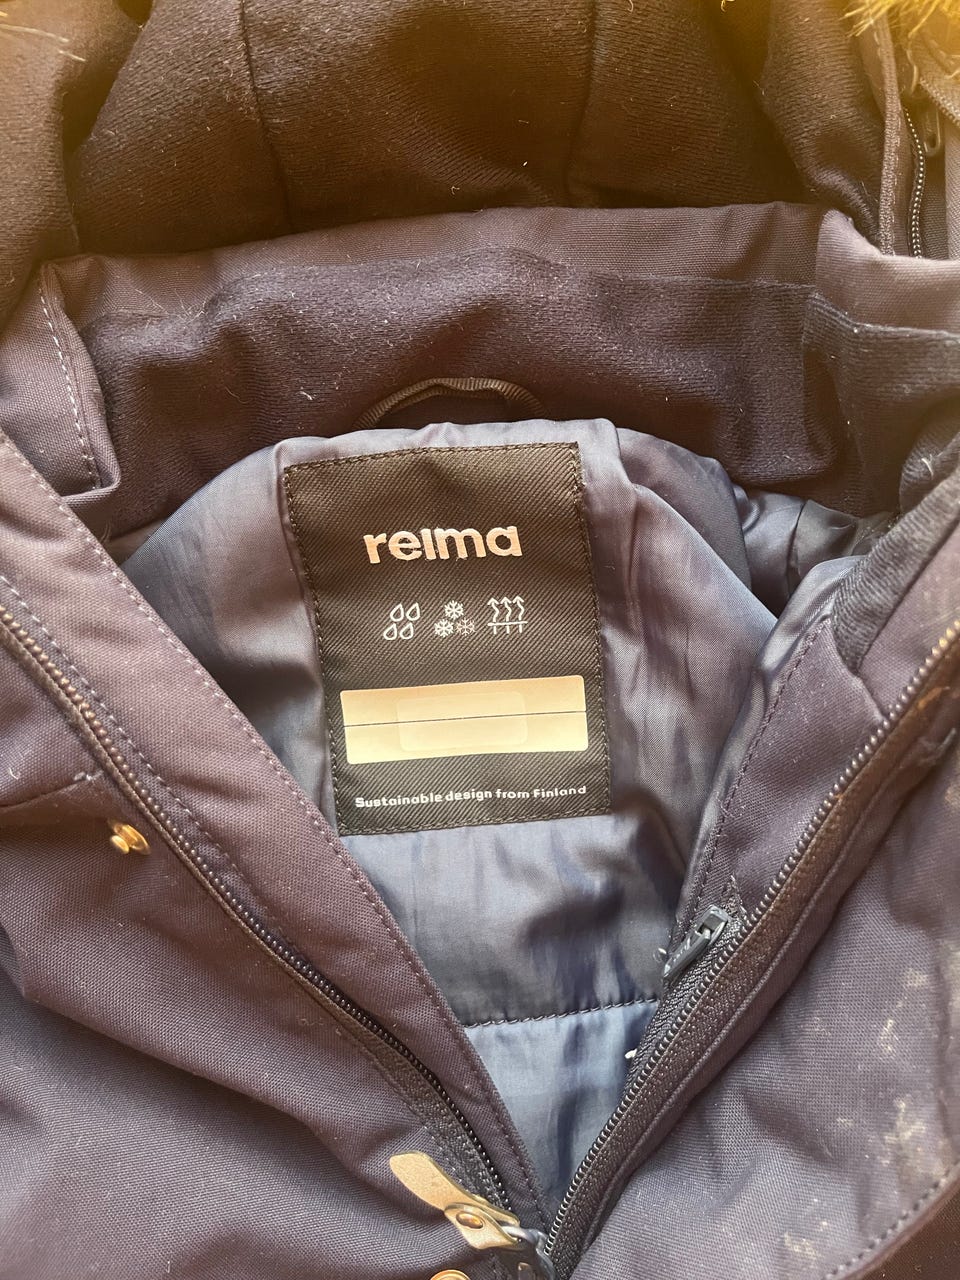 reima
Sustainable design from Finland